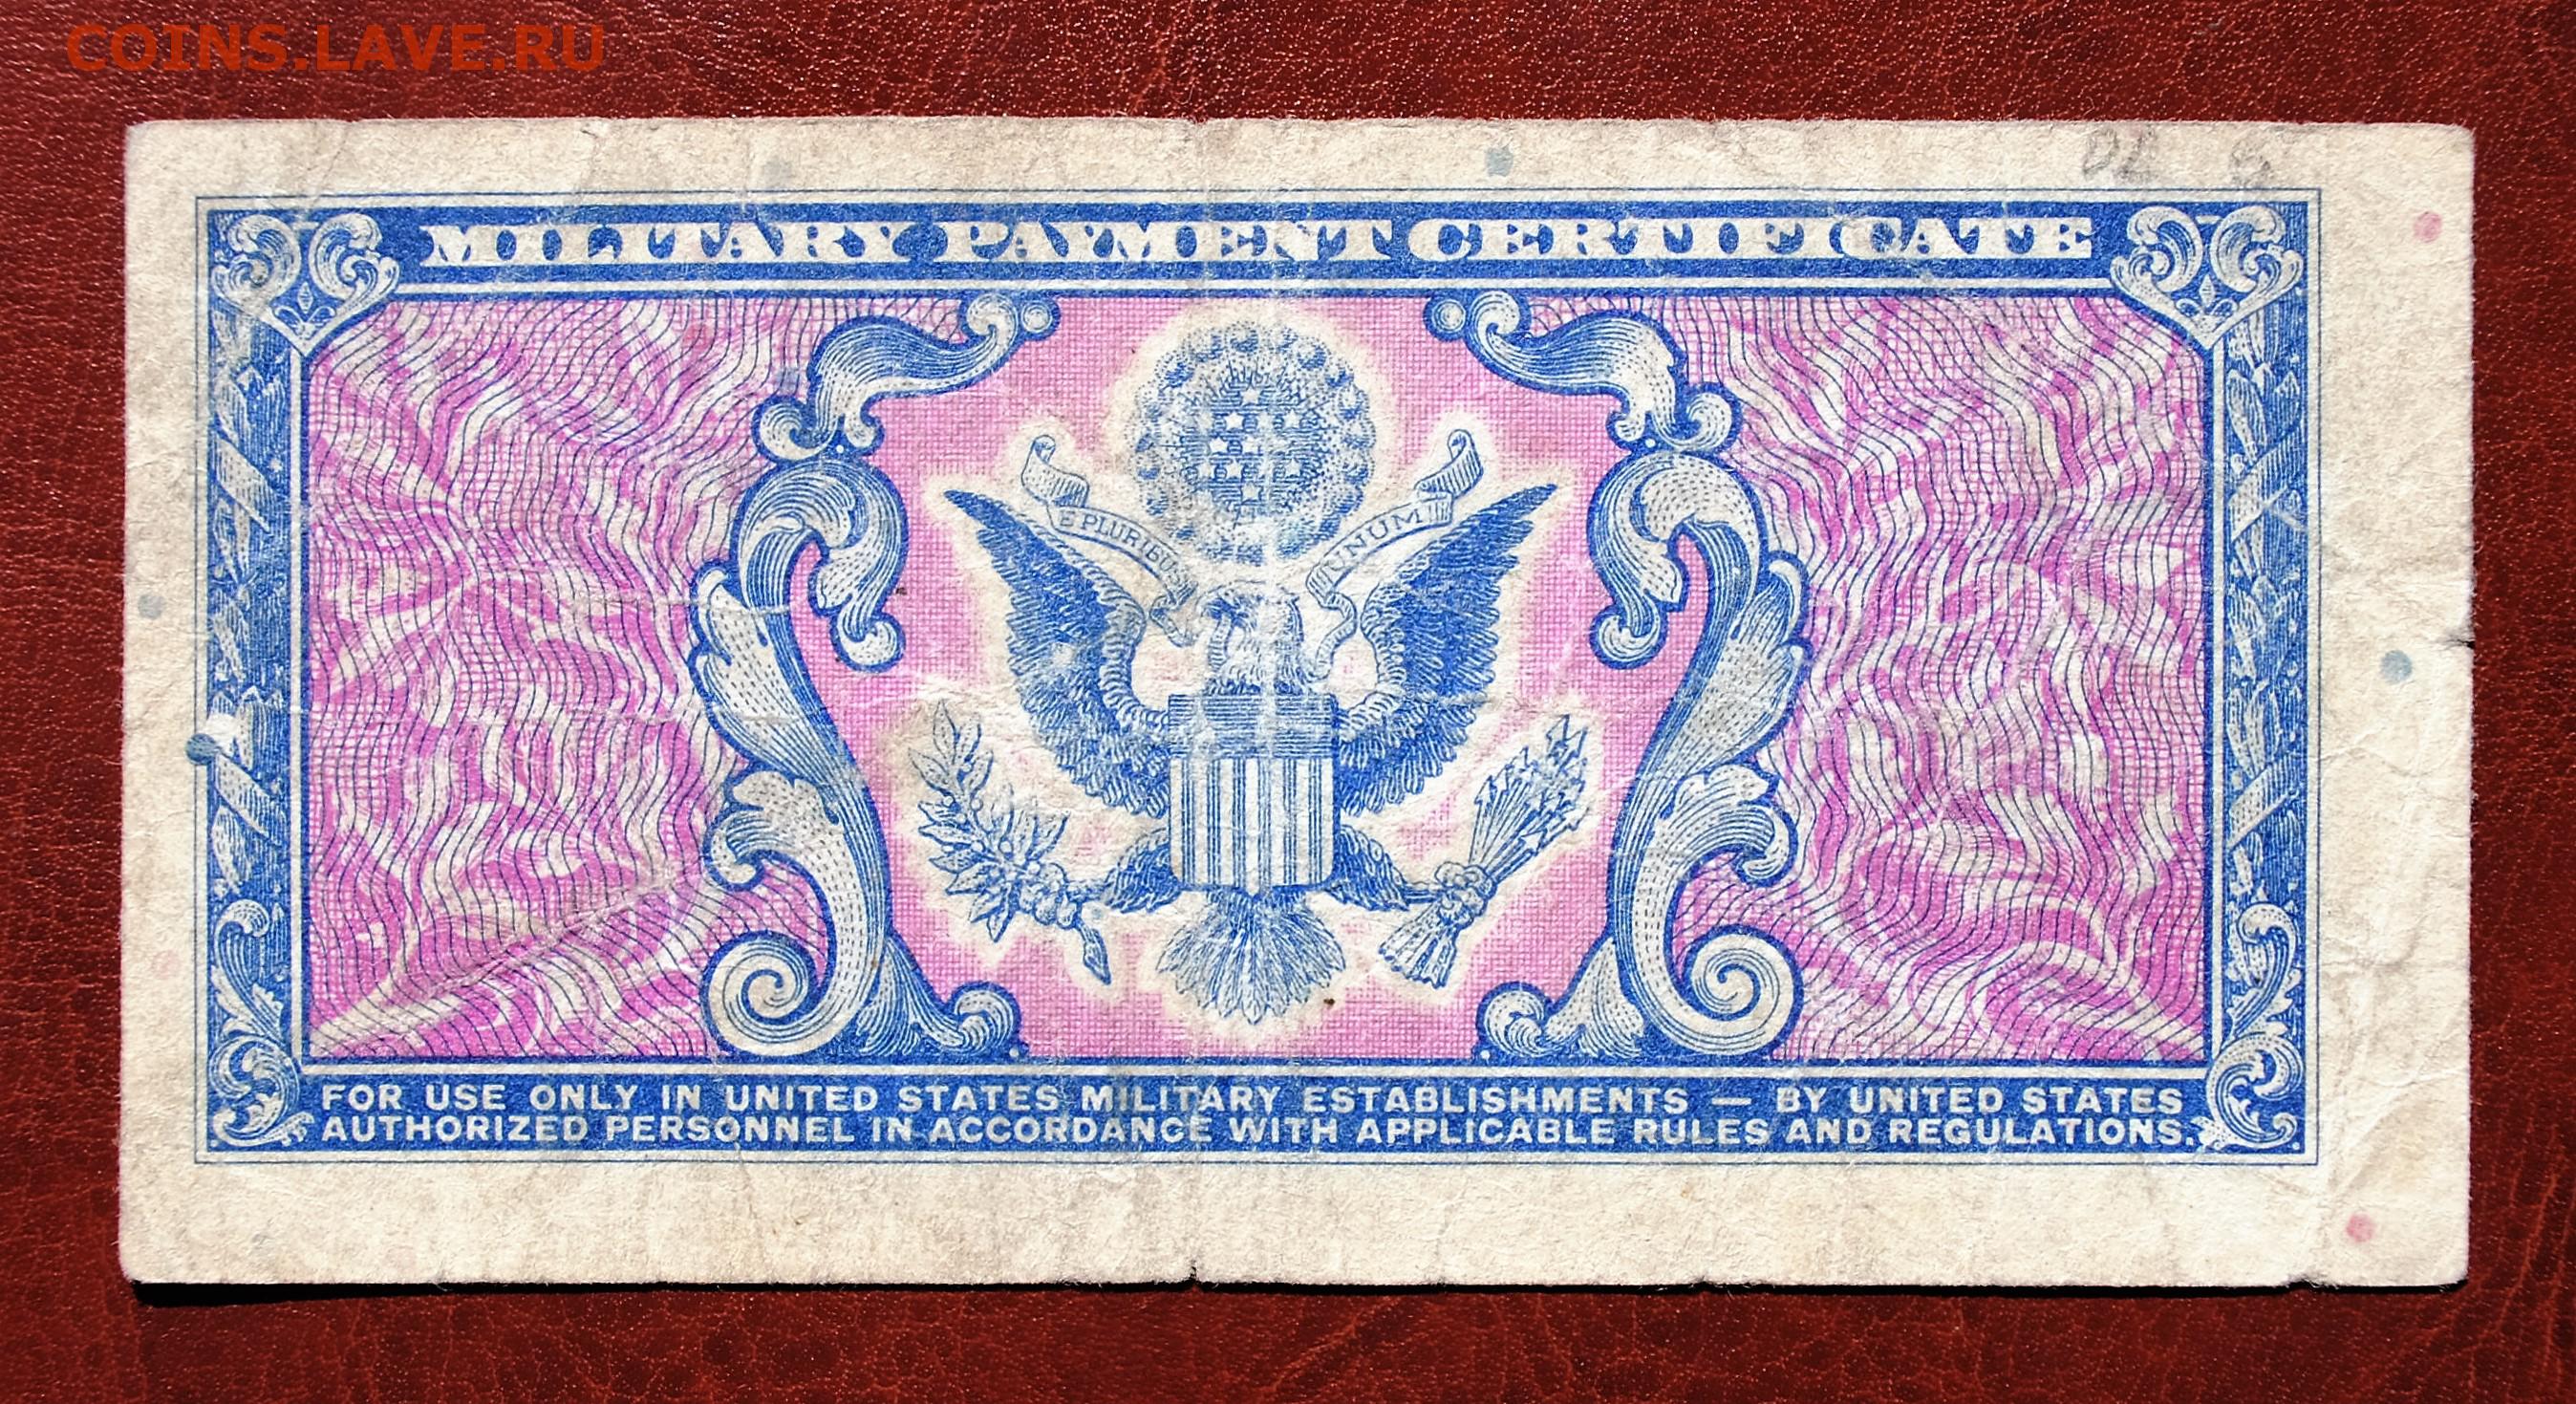 COINS.LAVE.RU
MILITARY PAYMENT CERTIFICATE
E PLURIBUS UNUM
FOR USE ONLY IN UNITED STATES MILITARY ESTABLISHMENTS — BY UNITED STATES
AUTHORIZED PERSONNEL IN ACCORDANCE WITH APPLICABLE RULES AND REGULATIONS.